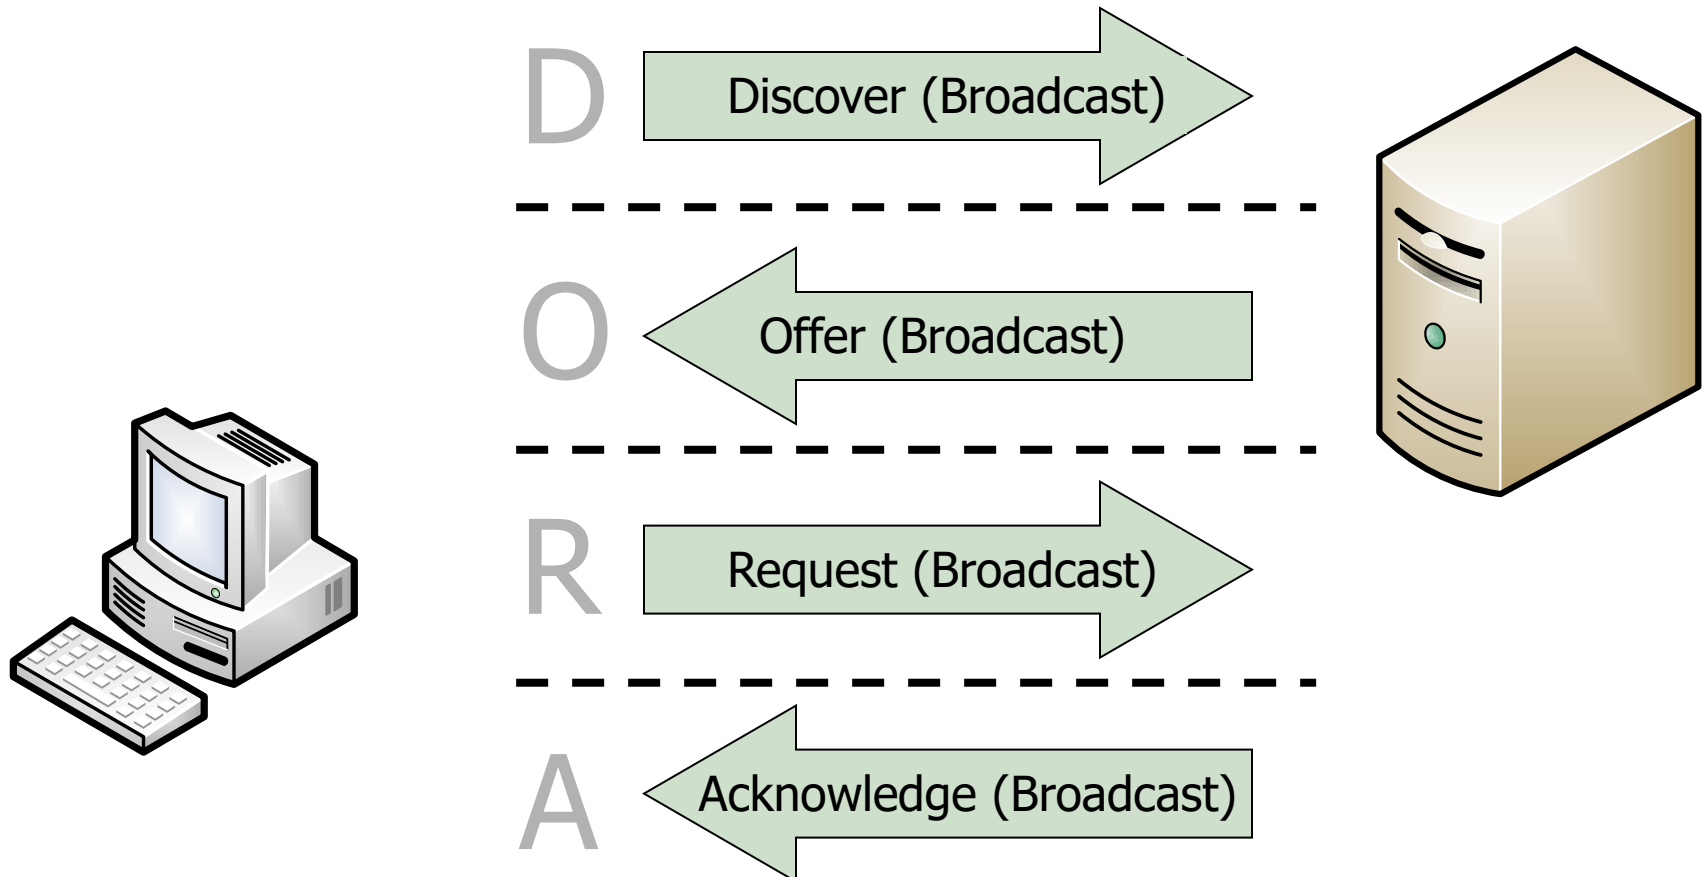 D
Discover (Broadcast)
O
Offer (Broadcast)
R
Request (Broadcast)
A
Acknowledge (Broadcast)